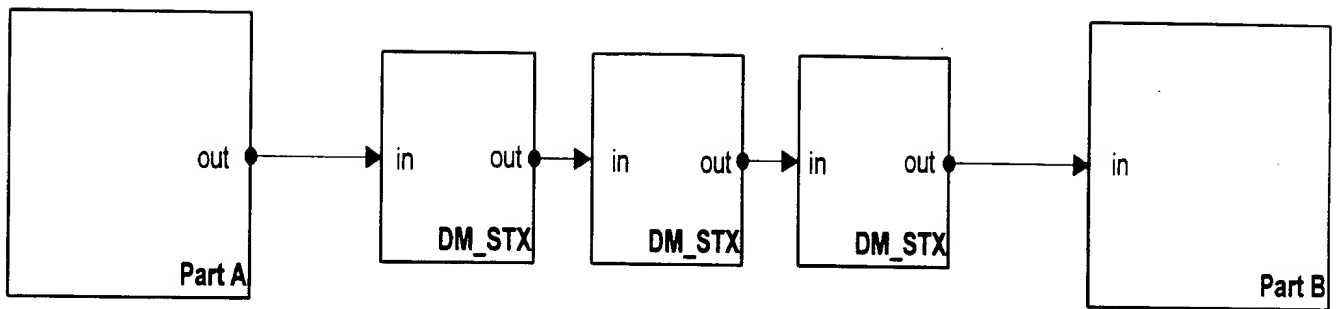 out
Part A
in
out
DM_STX
in
out
DM_STX
in
out
DM_STX
in
Part B